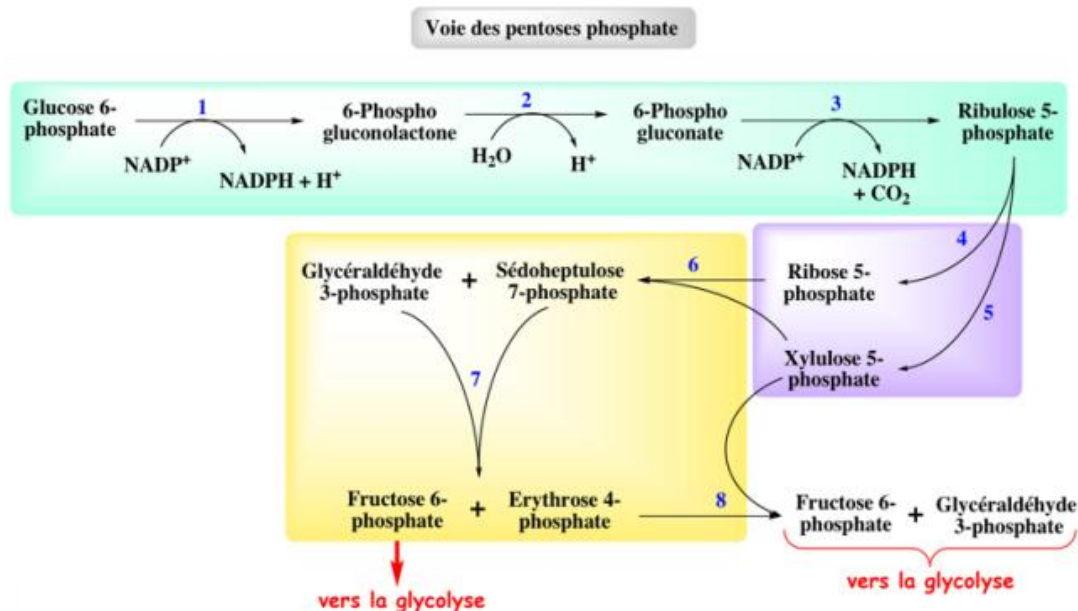 Voie des pentoses phosphate
Glucose 6-
phosphate
1
NADP+
NADPH + H+
6-Phospho
gluconolactone
2
H2O
H+
6-Phospho
gluconate
3
NADP+
NADPH
+ CO2
Ribulose 5-
phosphate
4
5
Ribose 5-
phosphate
Xylulose 5-
phosphate
6
Glycéraldéhyde
3-phosphate
+
Sédoheptulose
7-phosphate
7
Fructose 6-
phosphate
+
Erythrose 4-
phosphate
8
Fructose 6-
phosphate
+
Glycéraldéhyde
3-phosphate
vers la glycolyse
vers la glycolyse